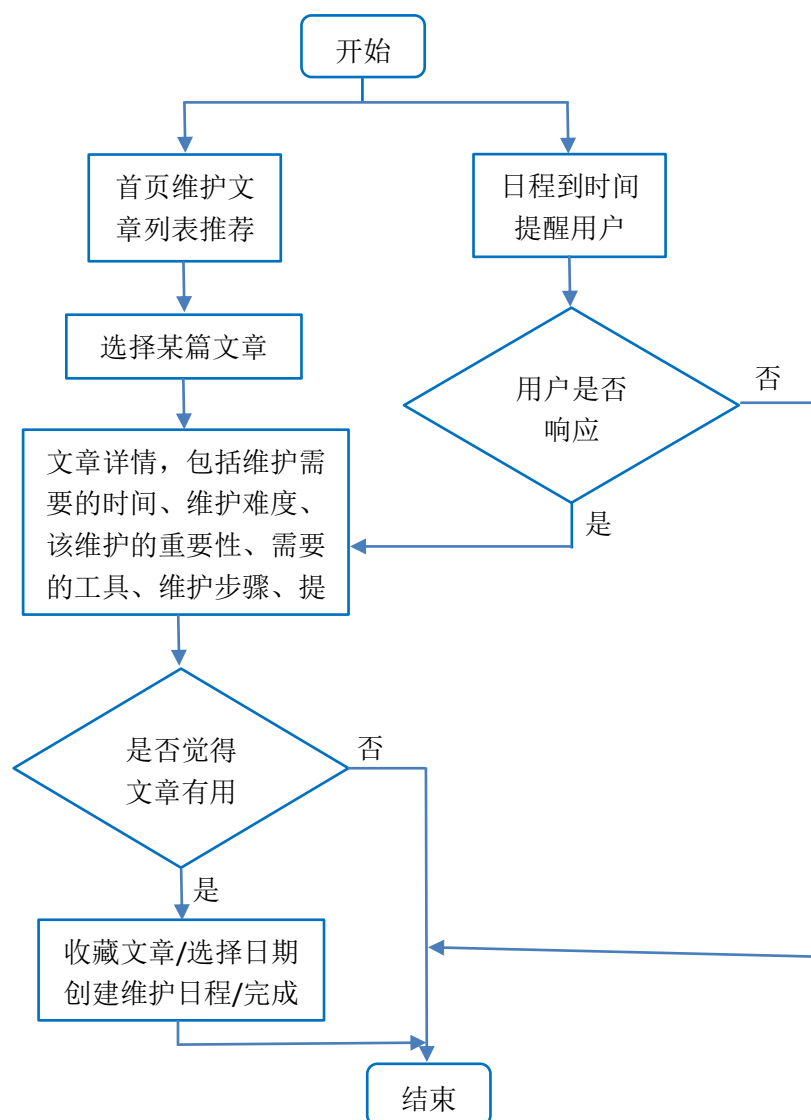 开始
首页维护文
章列表推荐
日程到时间
提醒用户
选择某篇文章
用户是否
响应
否
是
文章详情，包括维护需
要的时间、维护难度、
该维护的重要性、需要
的工具、维护步骤、提
是否觉得
文章有用
否
是
收藏文章/选择日期
创建维护日程/完成
结束